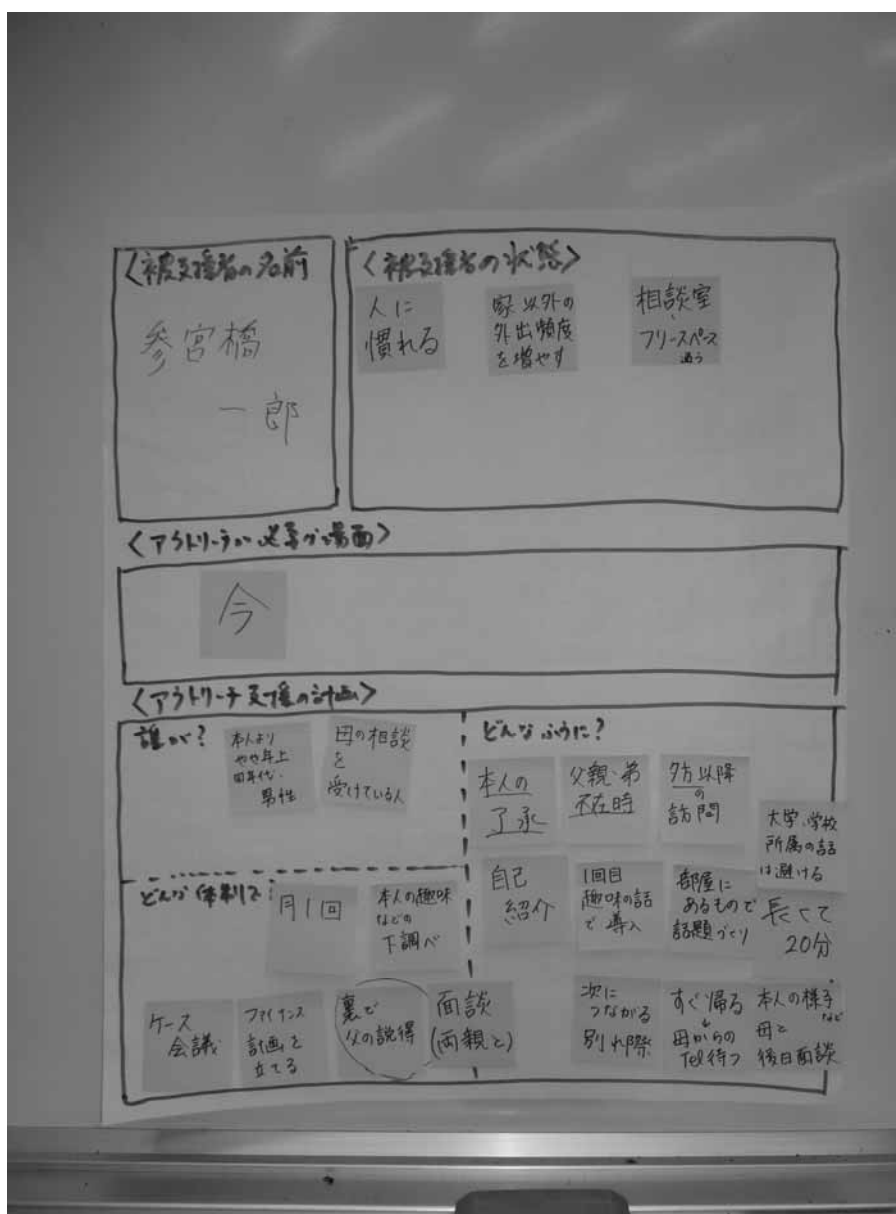 〈被支援者の名前
参宮橋
一郎
〈被支援者の状態〉
人に
慣れる
家以外の
外出頻度
を増やす
相談室・
フリースペース
通う
〈アウトリーチが必要な場面〉
今
〈アウトリーチ支援の計画〉
誰が?
本人より
やや年上
同年代・
男性
母の相談
を
受けている人
どんなふうに?
本人の
了承
父親・弟
不在時
夕方以降
の
訪問
大学、学校
所属の話
は避ける
自己
紹介
1回目
趣味の話
で導入
部屋に
あるもので
話題づくり
長くて
20分
次に
つながる
別れ際
すぐ帰る
母からの
Tel待つ
本人の様子
など
母と
後日面談
どんな体制で
月1回
本人の趣味
などの
下調べ
ケース
会議
ファイナンス
計画を
立てる
裏で
父の説得
面談
(両親と)